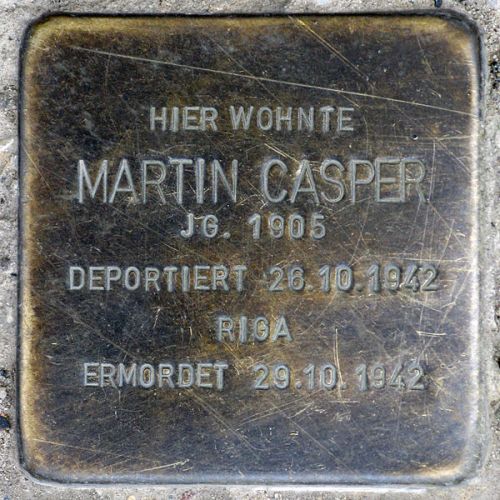 HIER WOHNTE
MARTIN CASPER
JG. 1905
DEPORTIERT 26.10.1942
RIGA
ERMORDET 29.10.1942